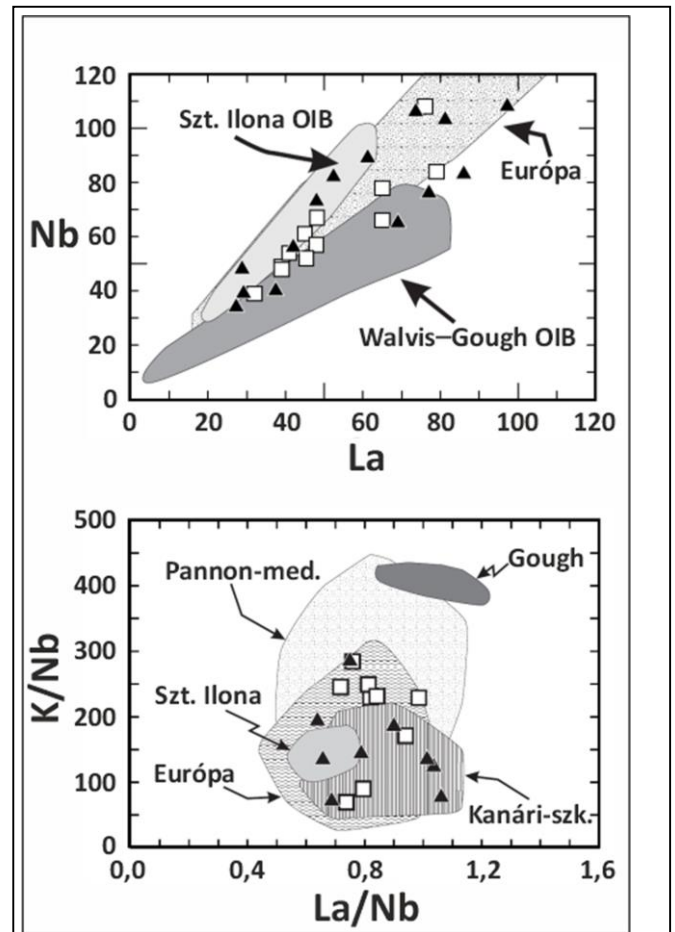 120
100
80
60
40
20
0
Nb
Szt. Ilona OIB
Európa
Walvis–Gough OIB
0 20 40 60 80 100 120
La
500
400
300
200
100
0
K/Nb
Pannon-med.
Gough
Szt. Ilona
Európa
Kanári-szk.
0,0 0,4 0,8 1,2 1,6
La/Nb